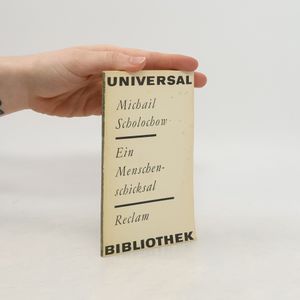 UNIVERSAL
Michail
Scholochow
Ein
Menschen-
schicksal
Reclam
BIBLIOTHEK